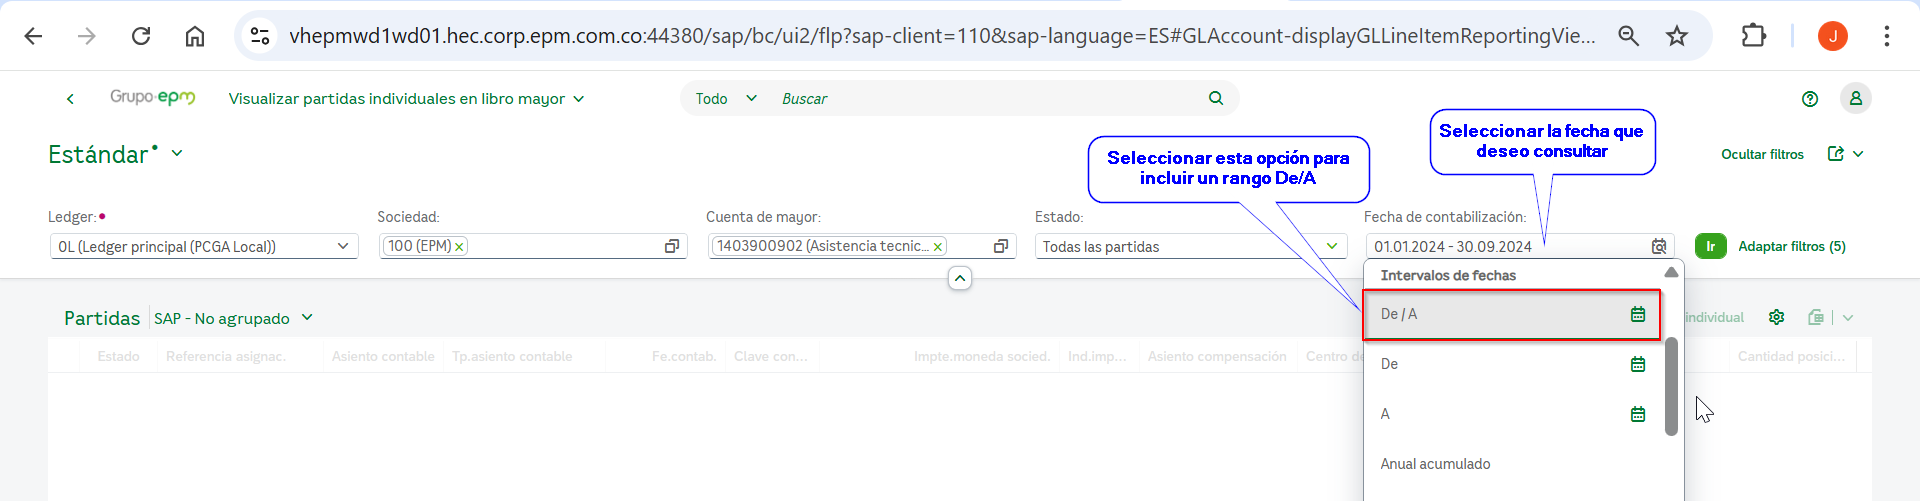 vhepmwd1wd01.hec.corp.epm.com.co:44380/sap/bc/ui2/flp?sap-client=110&sap-language=ES#GLAccount-displayGLLineItemReportingVie...
J
Grupo·epm
Visualizar partidas individuales en libro mayor
Todo
Buscar
Seleccionar la fecha que
deseo consultar
Seleccionar esta opción para
incluir un rango De/A
Estándar*
Ocultar filtros
Ledger:
Sociedad:
Cuenta de mayor:
Estado:
Fecha de contabilización:
0L (Ledger principal (PCGA Local))
100 (EPM)
1403900902 (Asistencia tecnic...
Todas las partidas
01.01.2024 - 30.09.2024
Ir
Adaptar filtros (5)
Intervalos de fechas
De / A
De
A
Anual acumulado
Partidas
SAP - No agrupado
individual
Estado
Referencia asignac.
Asiento contable
Tp.asiento contable
Fe.contab.
Clave con...
Impte.moneda socied.
Ind.imp...
Asiento compensación
Centro de
Cantidad posici...